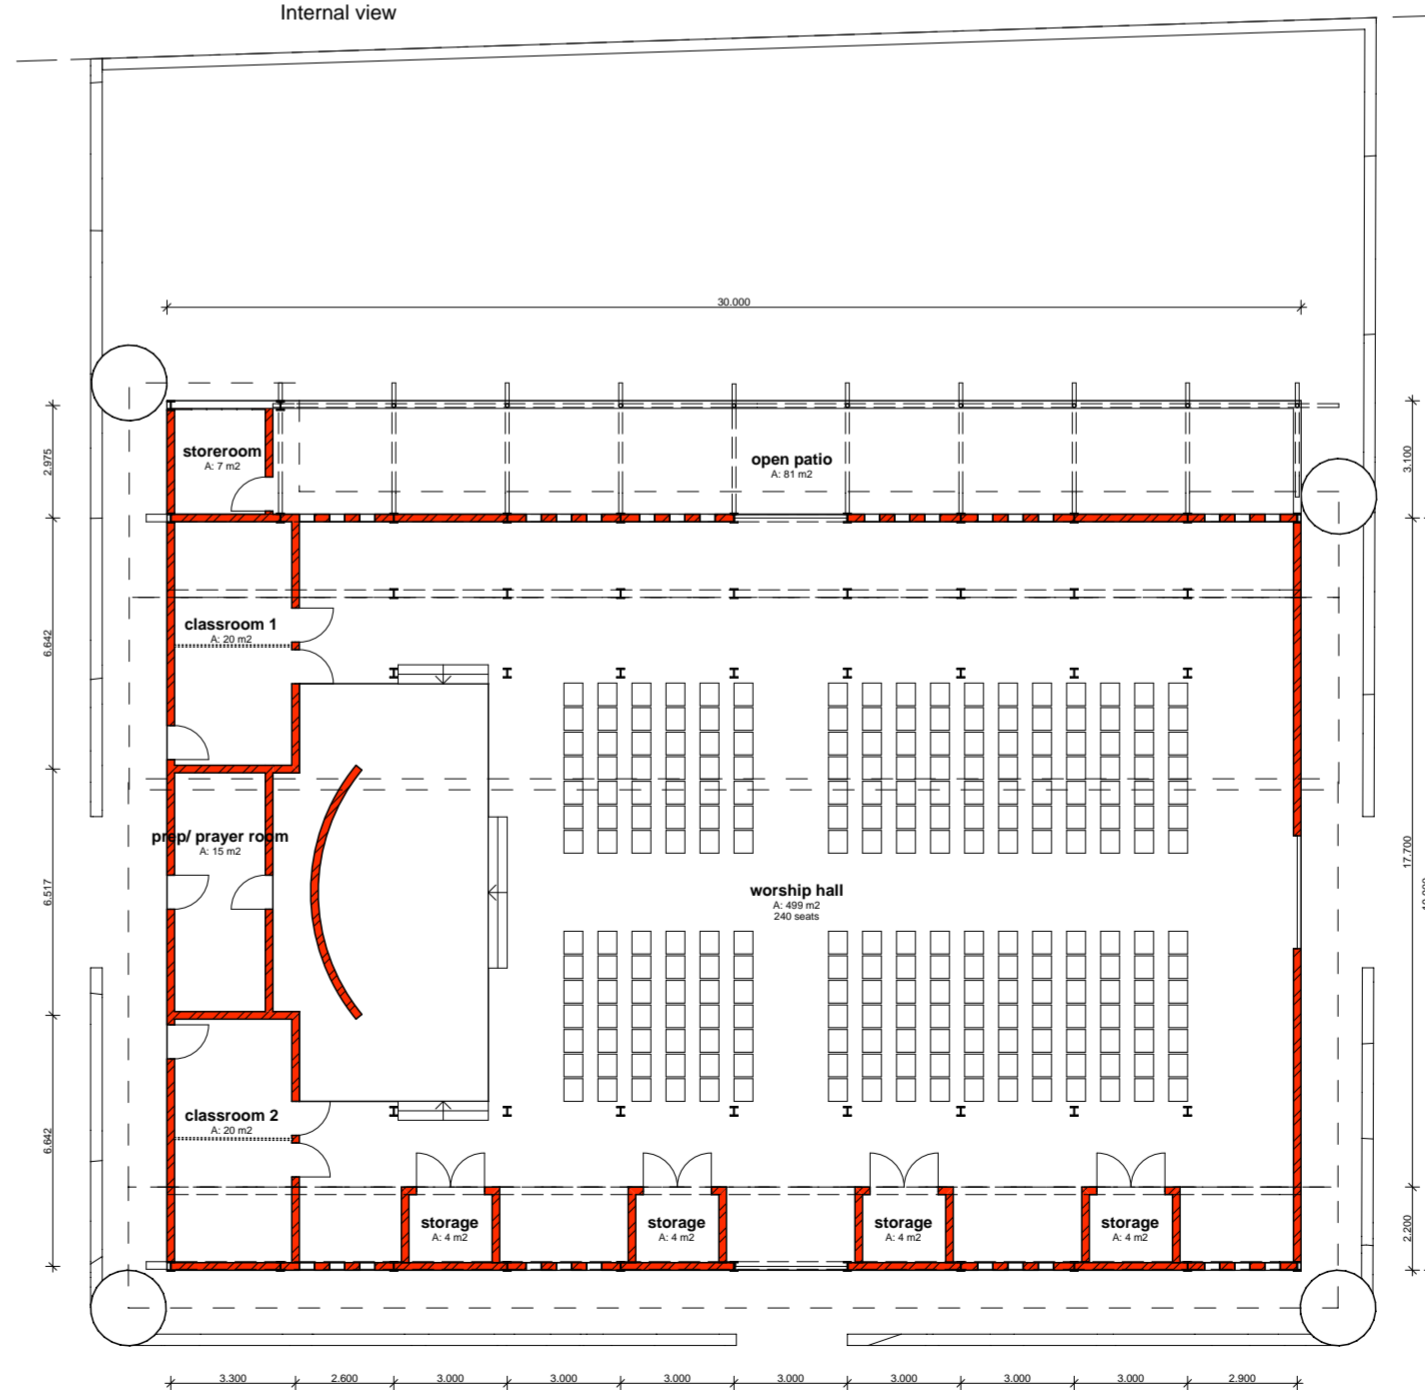 Internal view
30.000
storeroom
A: 7 m2
open patio
A: 81 m2
2.975
3.100
classroom 1
A: 20 m2
6.642
prep/ prayer room
A: 15 m2
6.517
worship hall
A: 499 m2
240 seats
17.700
classroom 2
A: 20 m2
6.642
storage
A: 4 m2
storage
A: 4 m2
storage
A: 4 m2
storage
A: 4 m2
2.200
3.300
2.600
3.000
3.000
3.000
3.000
3.000
3.000
3.000
2.900